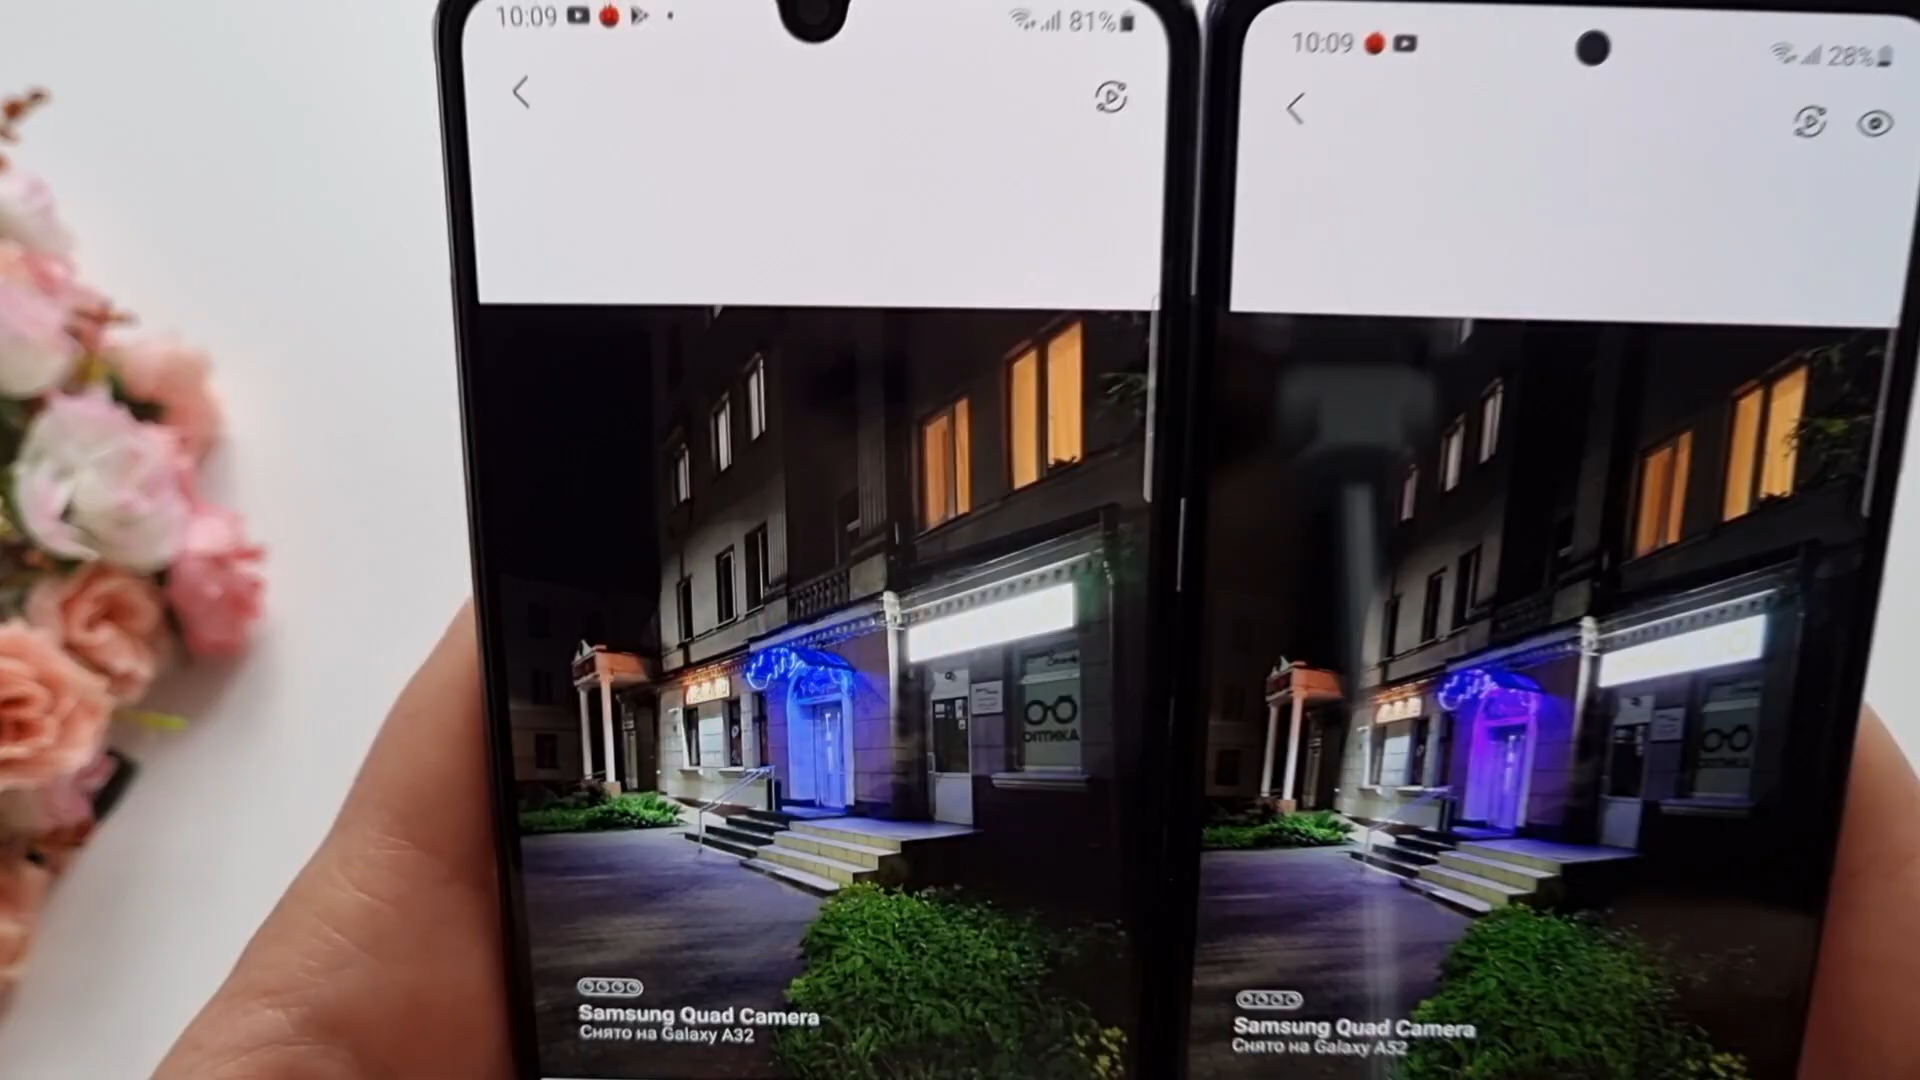 10:09
81%
10:09
28%
ОПТИКА
Samsung Quad Camera
Снято на Galaxy A32
ОПТИКА
Samsung Quad Camera
Снято на Galaxy A52